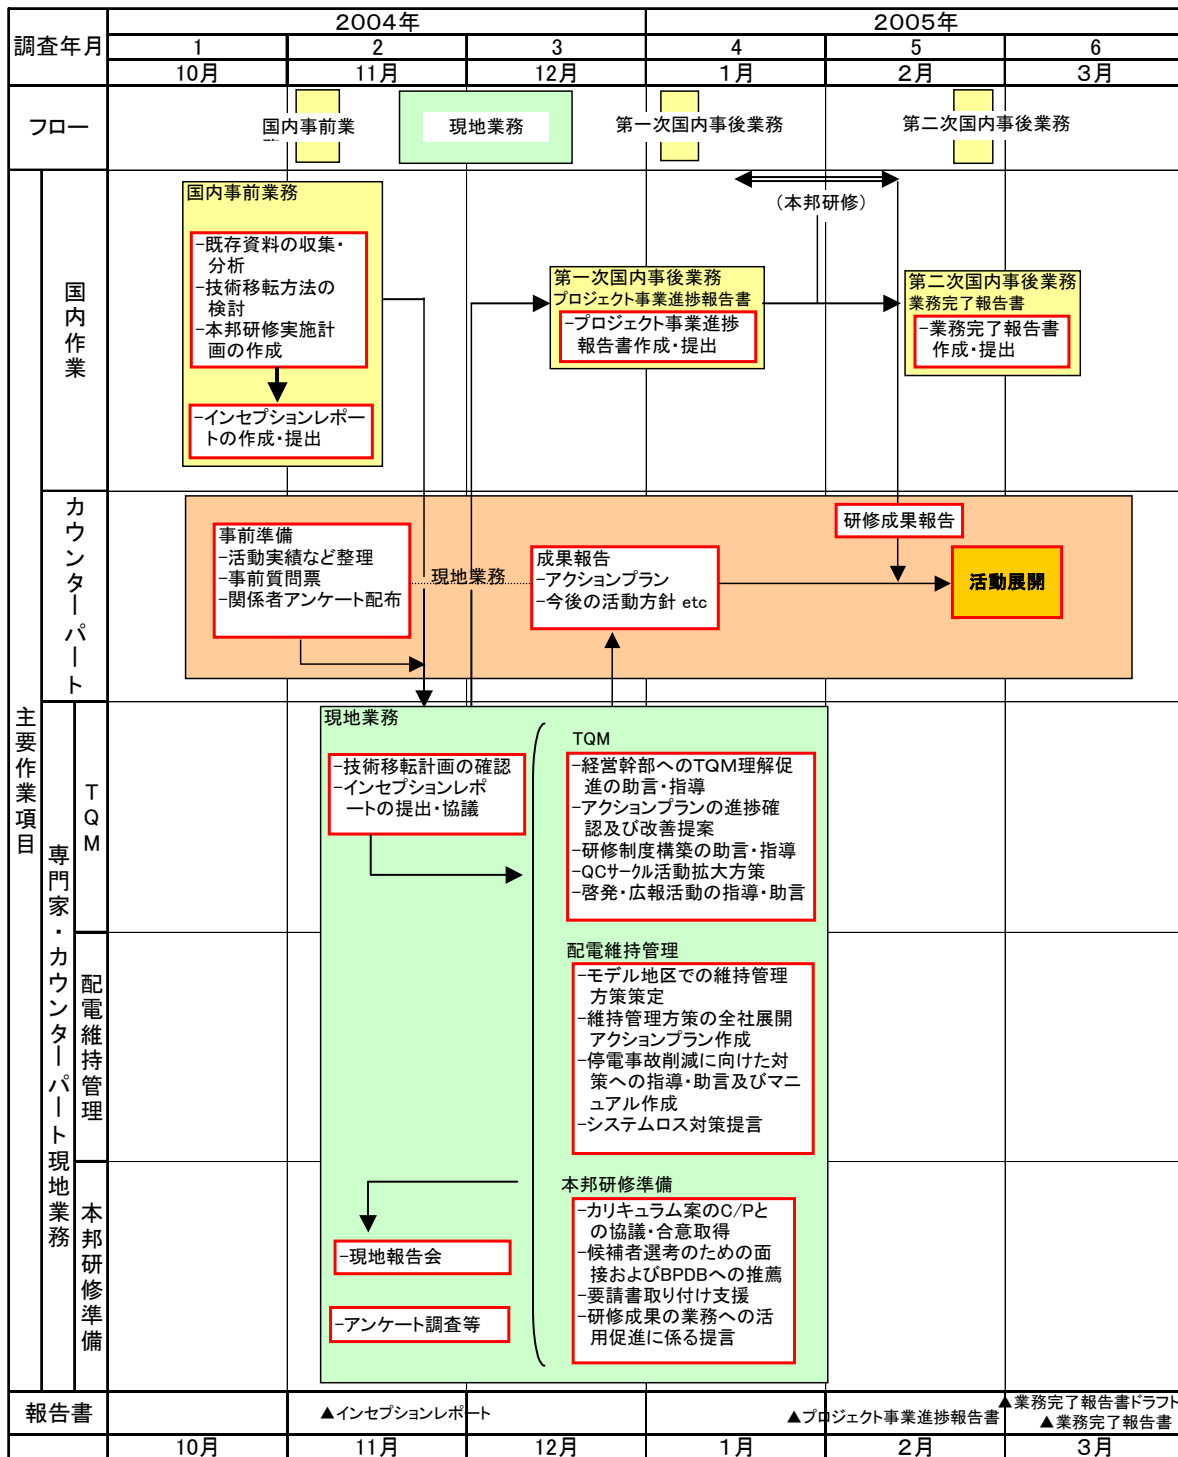 調査年月
2004年
2005年
1
2
3
4
5
6
10月
11月
12月
1月
2月
3月
フロー
国内事前業
現地業務
第一次国内事後業務
第二次国内事後業務
主要作業項目
国内作業
国内事前業務
−既存資料の収集・
分析
−技術移転方法の
検討
−本邦研修実施計
画の作成
−インセプションレポー
トの作成・提出
(本邦研修)
第一次国内事後業務
プロジェクト事業進捗報告書
−プロジェクト事業進捗
報告書作成・提出
第二次国内事後業務
業務完了報告書
−業務完了報告書
作成・提出
カウンターパート
事前準備
−活動実績など整理
−事前質問票
−関係者アンケート配布
現地業務
成果報告
−アクションプラン
−今後の活動方針 etc
研修成果報告
活動展開
専門家・カウンターパート現地業務
TQM
現地業務
−技術移転計画の確認
−インセプションレポ
ートの提出・協議
TQM
−経営幹部へのTQM理解促
進の助言・指導
−アクションプランの進捗確
認及び改善提案
−研修制度構築の助言・指導
−QCサークル活動拡大方策
−啓発・広報活動の指導・助言
配電維持管理
配電維持管理
−モデル地区での維持管理
方策策定
−維持管理方策の全社展開
アクションプラン作成
−停電事故削減に向けた対
策への指導・助言及びマニ
ュアル作成
−システムロス対策提言
本邦研修準備
本邦研修準備
−カリキュラム案のC/Pと
の協議・合意取得
−候補者選考のための面
接およびBPDBへの推薦
−要請書取り付け支援
−研修成果の業務への活
用促進に係る提言
−現地報告会
−アンケート調査等
報告書
▲インセプションレポート
▲プロジェクト事業進捗報告書
▲業務完了報告書ドラフト
▲業務完了報告書
10月
11月
12月
1月
2月
3月